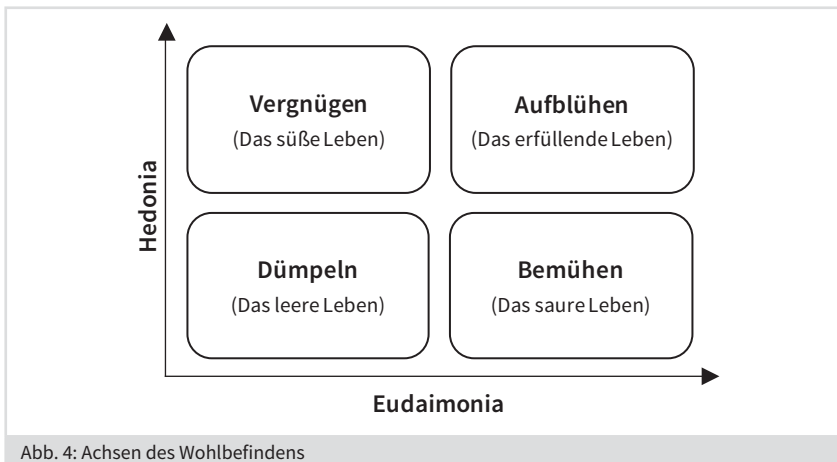 Hedonia
Vergnügen
(Das süße Leben)
Aufblühen
(Das erfüllende Leben)
Dümpeln
(Das leere Leben)
Bemühen
(Das saure Leben)
Eudaimonia
Abb. 4: Achsen des Wohlbefindens